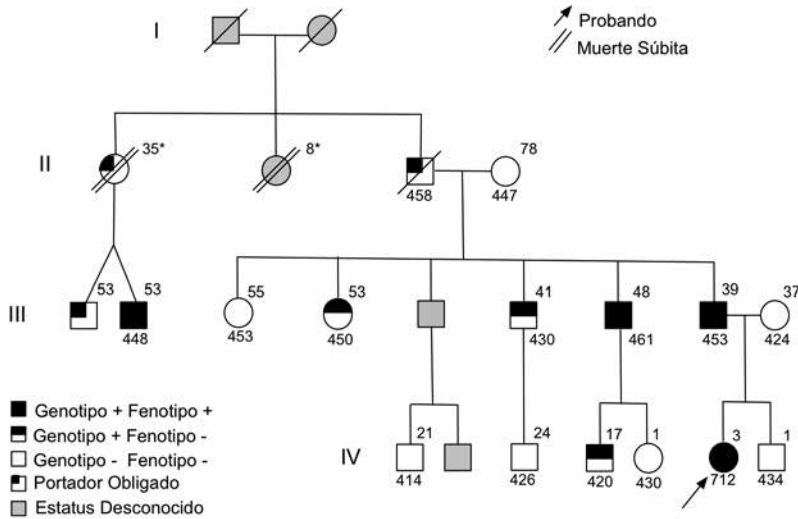 I
Probando
Muerte Súbita
II
35*
8*
78
458
447
III
53
53
55
53
41
48
39
37
448
453
450
430
461
453
424
Genotipo + Fenotipo +
Genotipo + Fenotipo -
Genotipo - Fenotipo -
Portador Obligado
Estatus Desconocido
IV
21
24
17
1
3
1
414
426
420
430
712
434